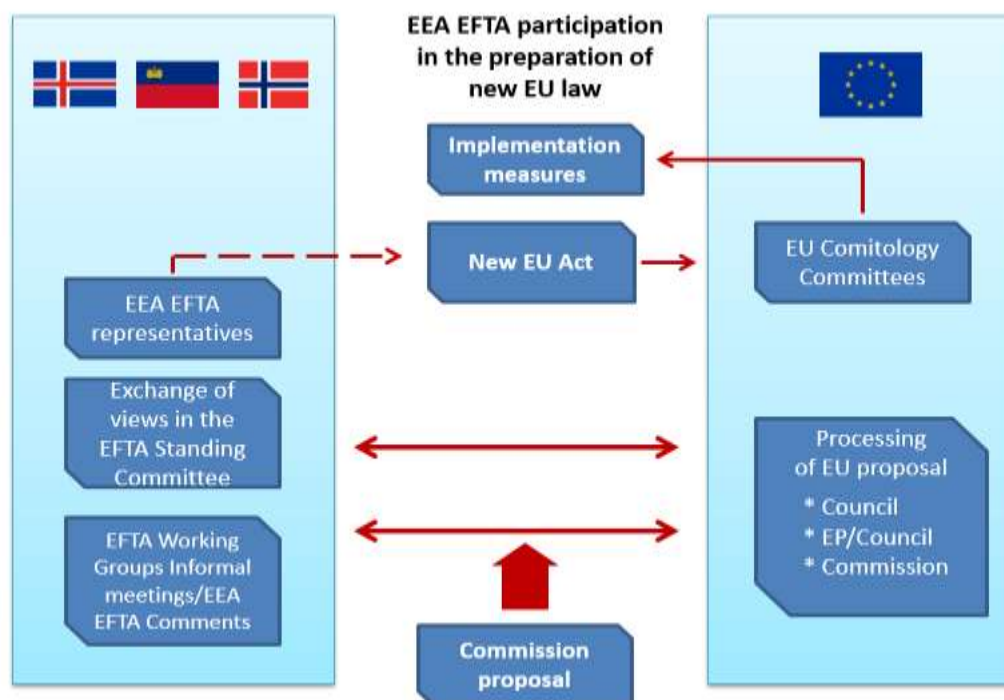 EEA EFTA participation
in the preparation of
new EU law
Implementation
measures
New EU Act
EU Comitology
Committees
EEA EFTA
representatives
Exchange of
views in the
EFTA Standing
Committee
Processing
of EU proposal
* Council
* EP/Council
* Commission
EFTA Working
Groups Informal
meetings/EEA
EFTA Comments
Commission
proposal